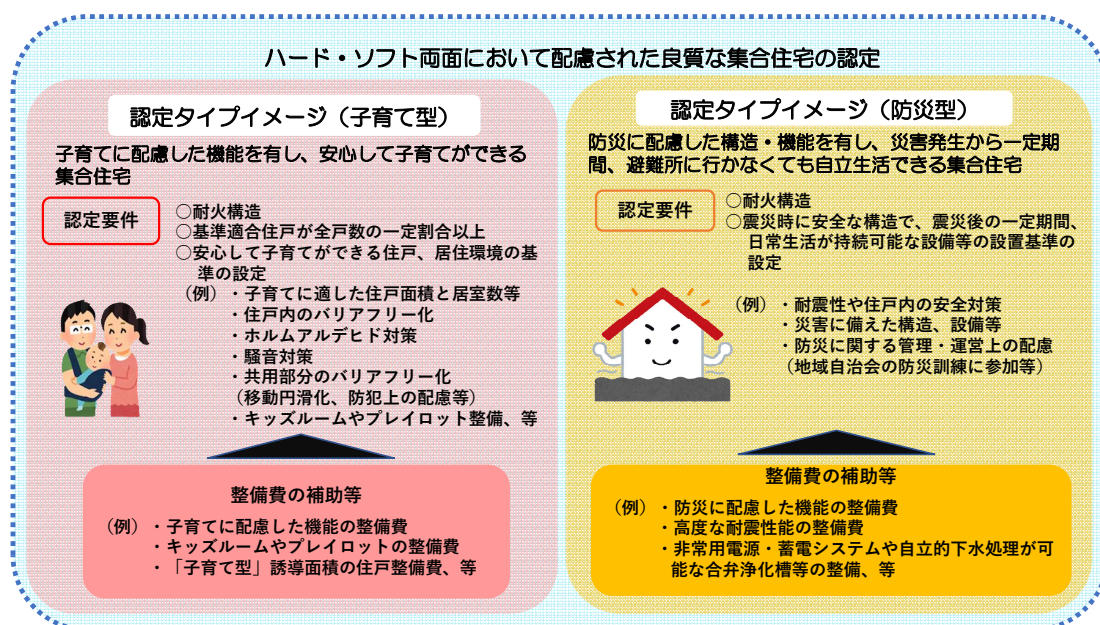 ハード・ソフト両面において配慮された良質な集合住宅の認定
認定タイプイメージ（子育て型）
子育てに配慮した機能を有し、安心して子育てができる
集合住宅
認定要件
○耐火構造
○基準適合住戸が全戸数の一定割合以上
○安心して子育てができる住戸、居住環境の基
準の設定
（例）・子育てに適した住戸面積と居室数等
・住戸内のバリアフリー化
・ホルムアルデヒド対策
・騒音対策
・共用部分のバリアフリー化
（移動円滑化、防犯上の配慮等）
・キッズルームやプレイロット整備、等
整備費の補助等
（例）・子育てに配慮した機能の整備費
・キッズルームやプレイロットの整備費
・「子育て型」誘導面積の住戸整備費、等
認定タイプイメージ（防災型）
防災に配慮した構造・機能を有し、災害発生から一定期
間、避難所に行かなくても自立生活できる集合住宅
認定要件
○耐火構造
○震災時に安全な構造で、震災後の一定期間、
日常生活が持続可能な設備等の設置基準の
設定
（例）・耐震性や住戸内の安全対策
・災害に備えた構造、設備等
・防災に関する管理・運営上の配慮
（地域自治会の防災訓練に参加等）
整備費の補助等
（例）・防災に配慮した機能の整備費
・高度な耐震性能の整備費
・非常用電源・蓄電システムや自立的下水処理が可
能な合弁浄化槽等の整備、等